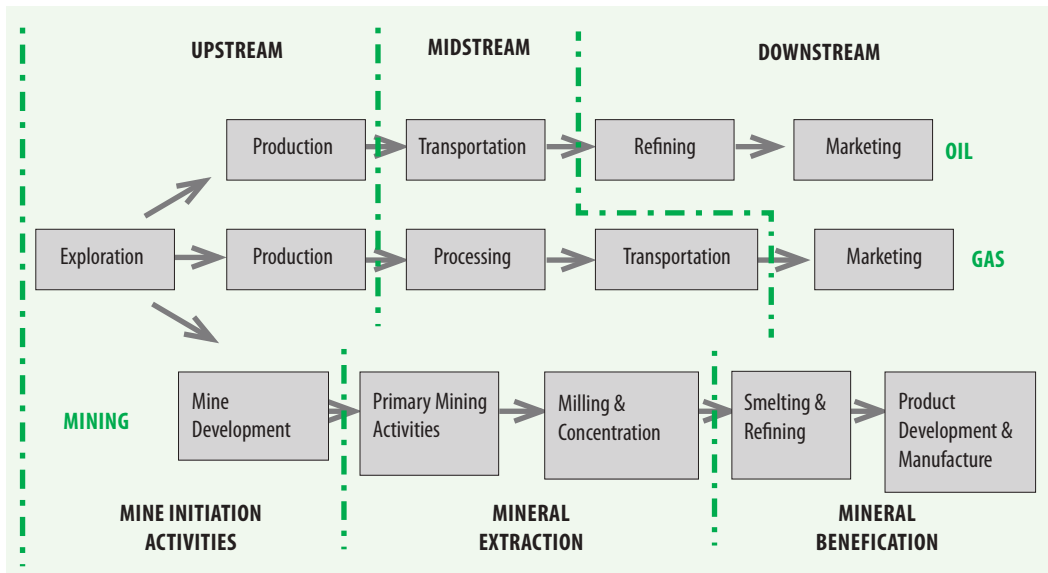 UPSTREAM
MIDSTREAM
DOWNSTREAM
Production
Transportation
Refining
Marketing
OIL
Exploration
Production
Processing
Transportation
Marketing
GAS
MINING
Mine
Development
Primary Mining
Activities
Milling &
Concentration
Smelting &
Refining
Product
Development &
Manufacture
MINE INITIATION
ACTIVITIES
MINERAL
EXTRACTION
MINERAL
BENEFICATION